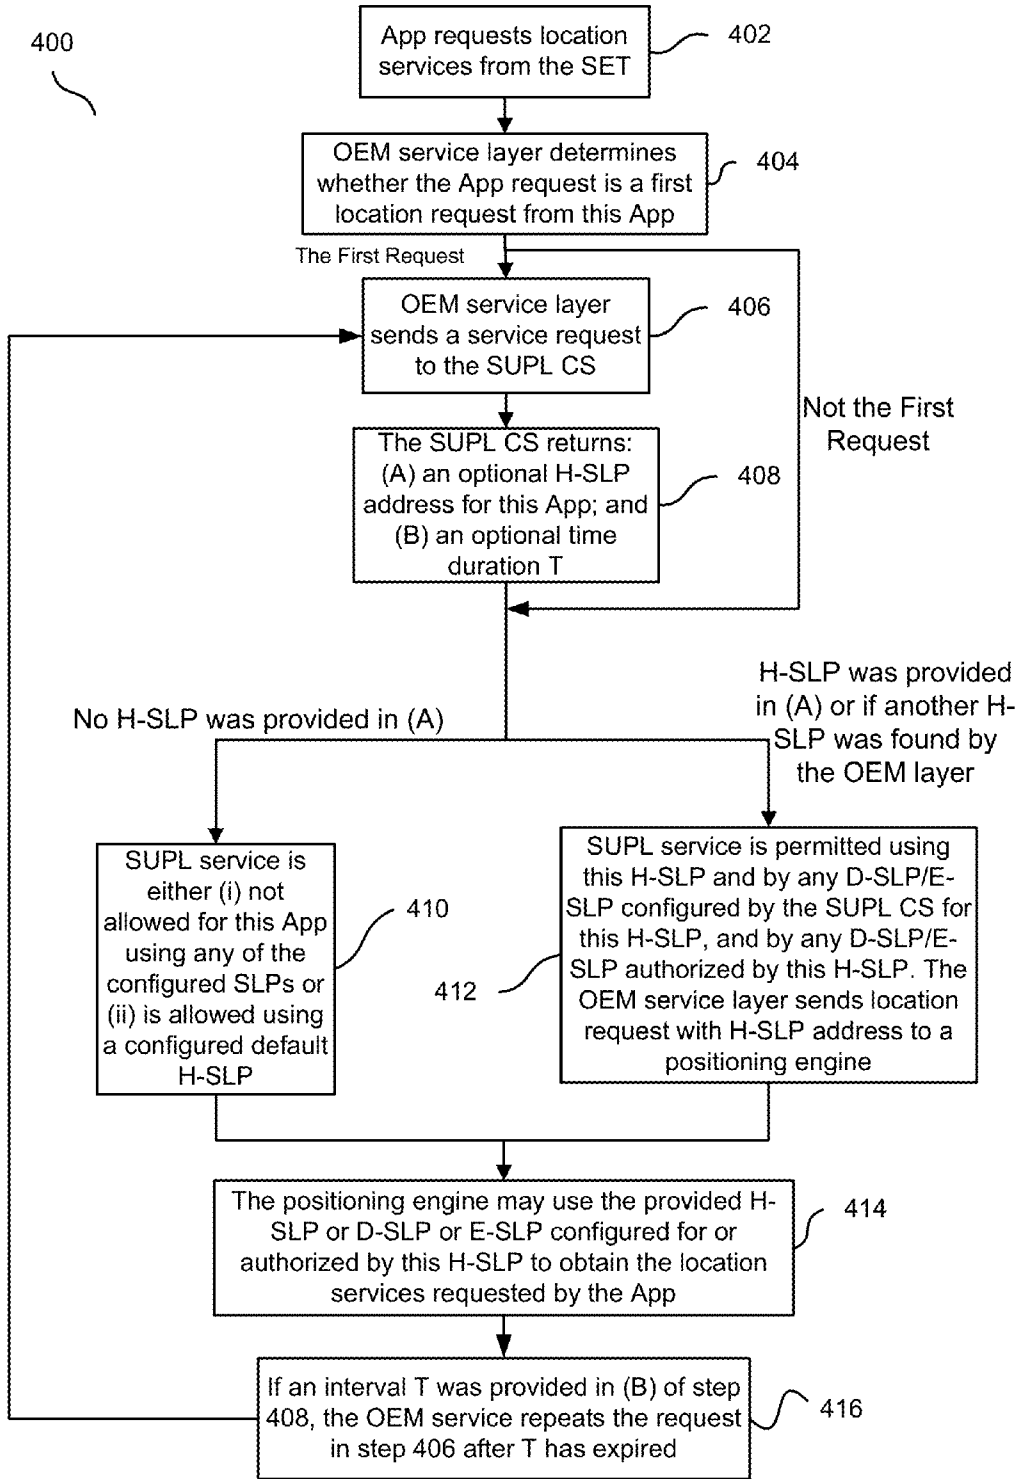 400
App requests location
services from the SET
402
OEM service layer determines
whether the App request is a first
location request from this App
404
The First Request
OEM service layer
sends a service request
to the SUPL CS
406
Not the First
Request
The SUPL CS returns:
(A) an optional H-SLP
address for this App; and
(B) an optional time
duration T
408
No H-SLP was provided in (A)
H-SLP was provided
in (A) or if another H-
SLP was found by
the OEM layer
SUPL service is
either (i) not
allowed for this App
using any of the
configured SLPs or
(ii) is allowed using
a configured default
H-SLP
410
SUPL service is permitted using
this H-SLP and by any D-SLP/E-
SLP configured by the SUPL CS for
this H-SLP, and by any D-SLP/E-
SLP authorized by this H-SLP. The
OEM service layer sends location
request with H-SLP address to a
positioning engine
412
The positioning engine may use the provided H-
SLP or D-SLP or E-SLP configured for or
authorized by this H-SLP to obtain the location
services requested by the App
414
If an interval T was provided in (B) of step
408, the OEM service repeats the request
in step 406 after T has expired
416